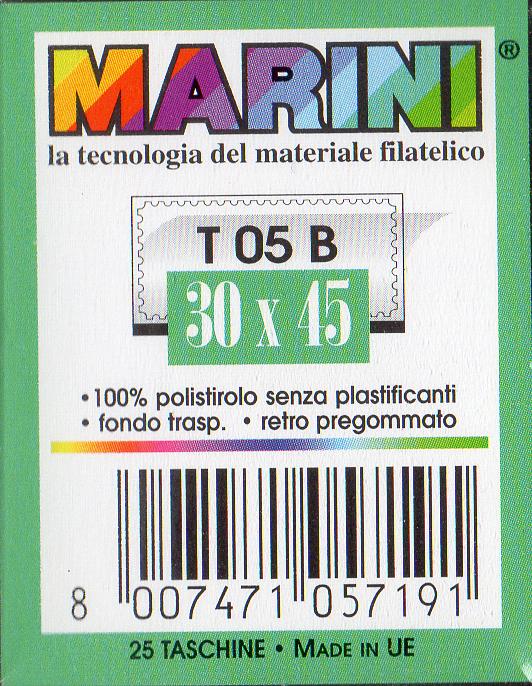 MARINI®
la tecnologia del materiale filatelico
T 05 B
30 x 45
• 100% polistirolo senza plastificanti
• fondo trasp. • retro pregommato
8 007471 057191
25 TASCHINE • MADE IN UE